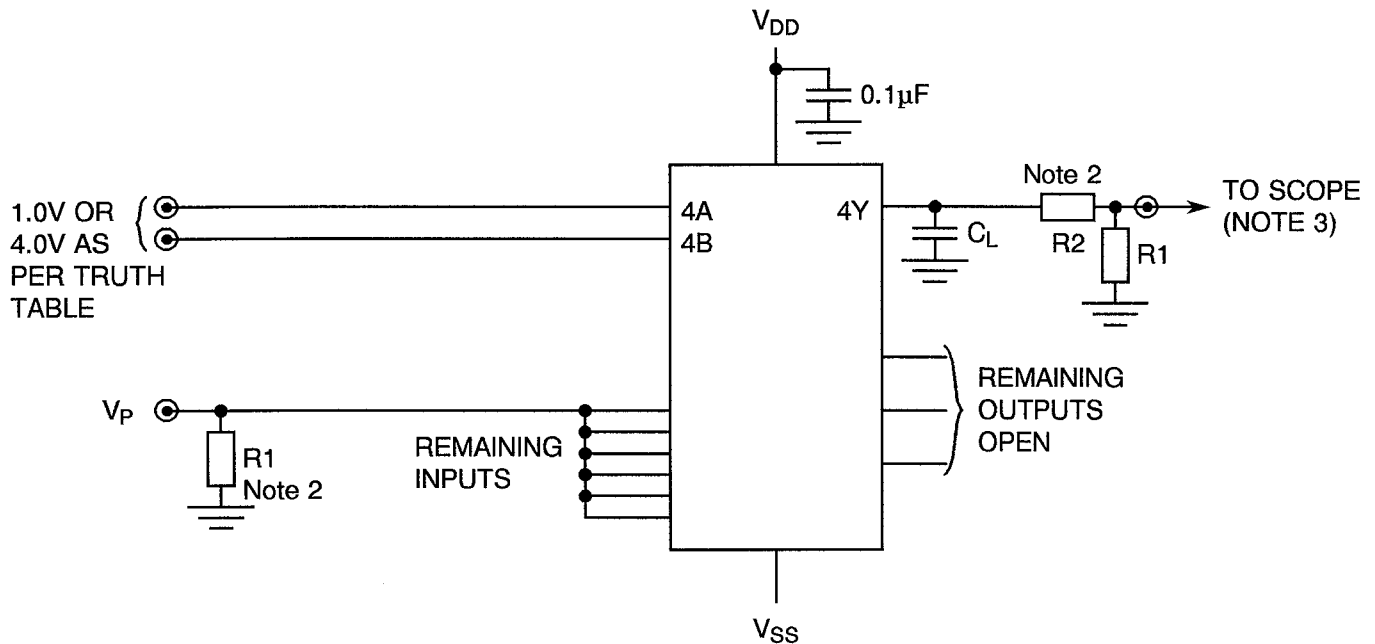 V_DD
0.1μF
1.0V OR
4.0V AS
PER TRUTH
TABLE
4A
4B
4Y
C_L
Note 2
R2
R1
TO SCOPE
(NOTE 3)
V_P
R1
Note 2
REMAINING
INPUTS
REMAINING
OUTPUTS
OPEN
V_SS